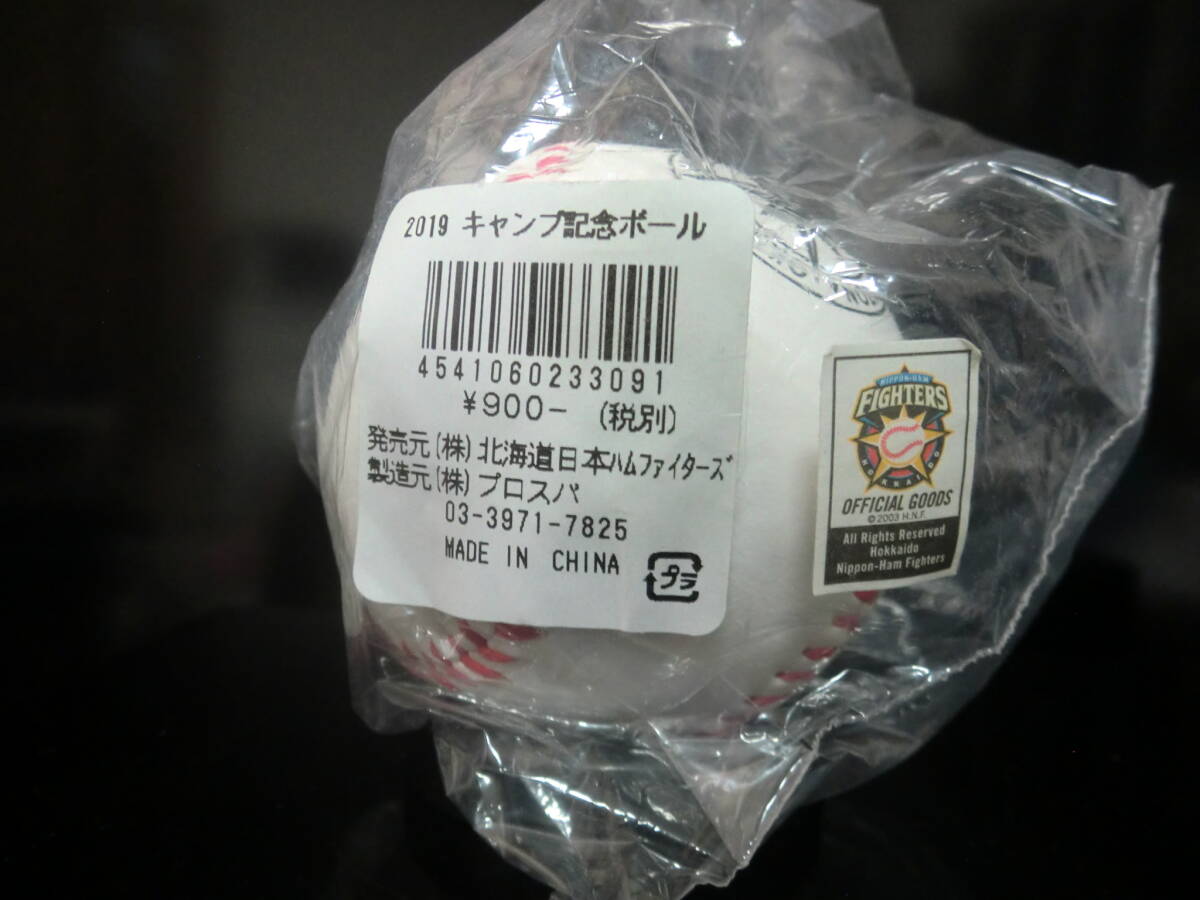 2019 キャンプ記念ボール
4541060233091
¥900- (税別)
発売元(株)北海道日本ハムファイターズ
製造元(株)プロスパ
03-3971-7825
MADE IN CHINA
プラ
NIPPON-HAM
FIGHTERS
HOKKAIDO
OFFICIAL GOODS
©2003 H.N.F.
All Rights Reserved
Hokkaido
Nippon-Ham Fighters